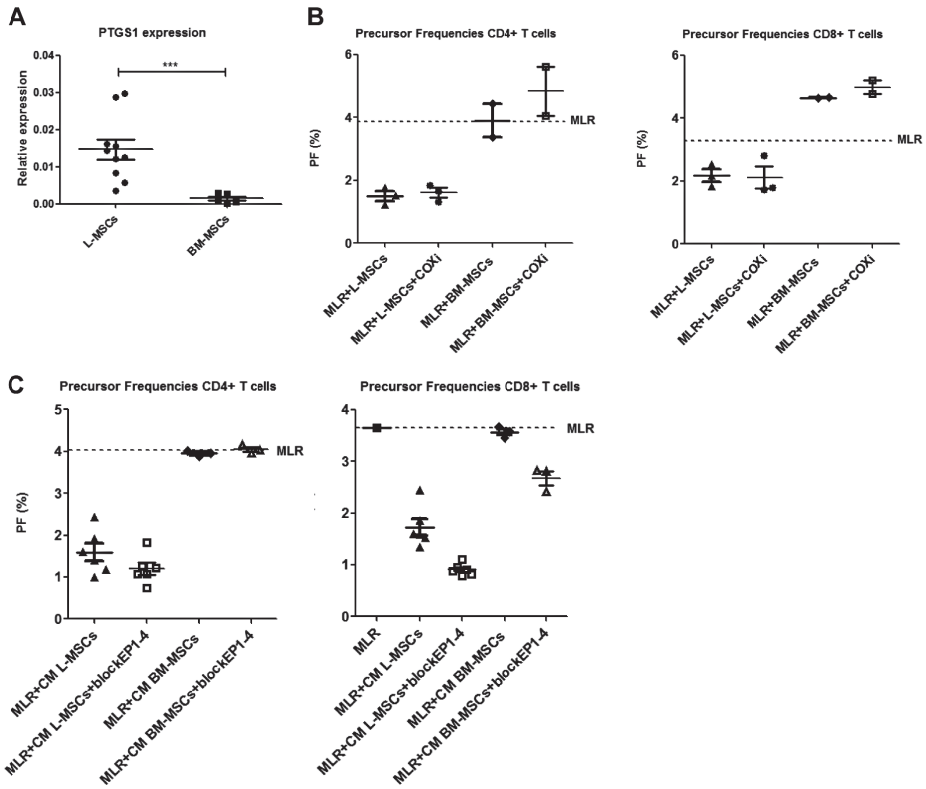 A
PTGS1 expression
Relative expression
0.04
0.03
0.02
0.01
0.00
***
L-MSCs
BM-MSCs
B
Precursor Frequencies CD4+ T cells
PF (%)
6
4
2
0
MLR
MLR+L-MSCs
MLR+L-MSCs+COXi
MLR+BM-MSCs
MLR+BM-MSCs+COXi
Precursor Frequencies CD8+ T cells
PF (%)
6
4
2
0
MLR
MLR+L-MSCs
MLR+L-MSCs+COXi
MLR+BM-MSCs
MLR+BM-MSCs+COXi
C
Precursor Frequencies CD4+ T cells
PF (%)
5
4
3
2
1
0
MLR
MLR+CM L-MSCs
MLR+CM L-MSCs+blockEP1-4
MLR+CM BM-MSCs
MLR+CM BM-MSCs+blockEP1-4
Precursor Frequencies CD8+ T cells
4
3
2
1
0
MLR
MLR
MLR+CM L-MSCs
MLR+CM L-MSCs+blockEP1-4
MLR+CM BM-MSCs
MLR+CM BM-MSCs+blockEP1-4